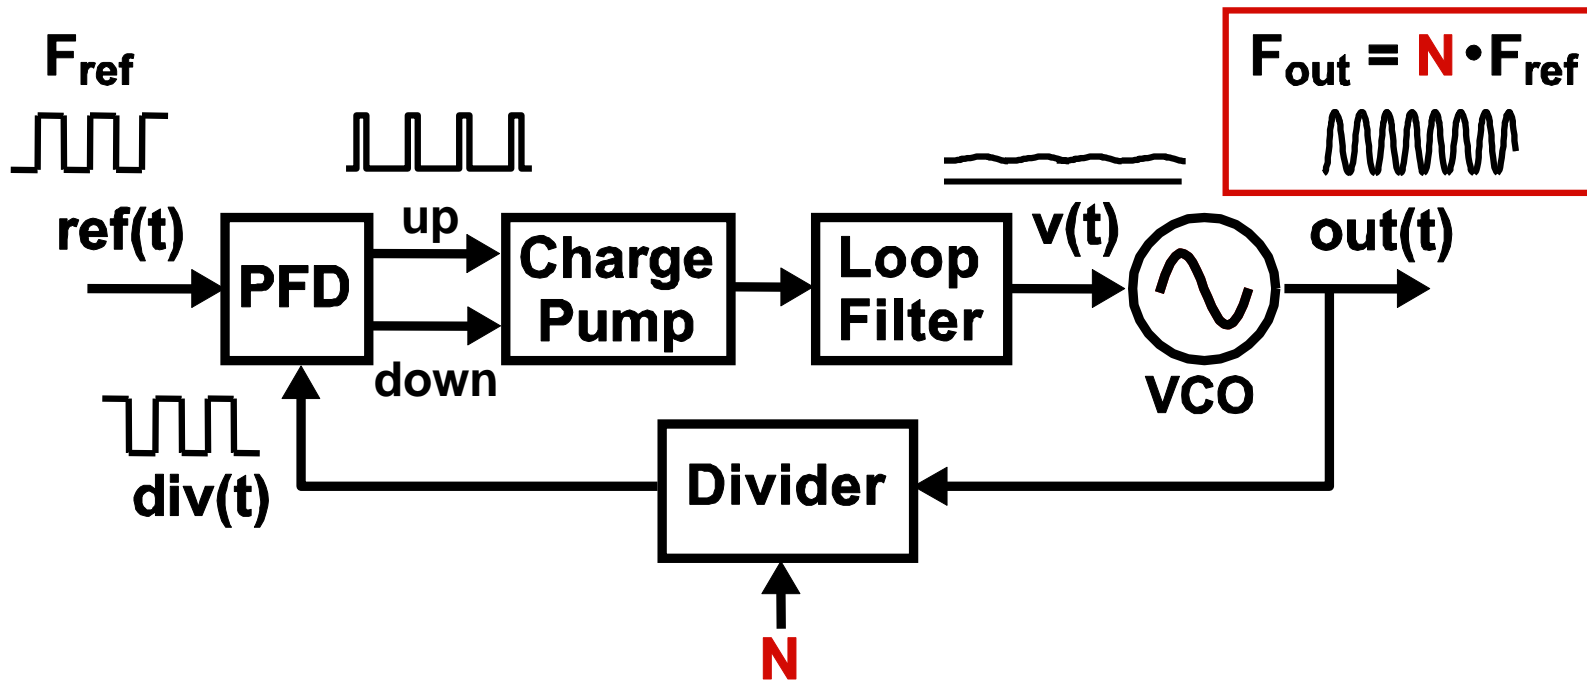 Fref
Fout = N • Fref
ref(t)
up
v(t)
out(t)
PFD
Charge
Pump
Loop
Filter
down
VCO
div(t)
Divider
N